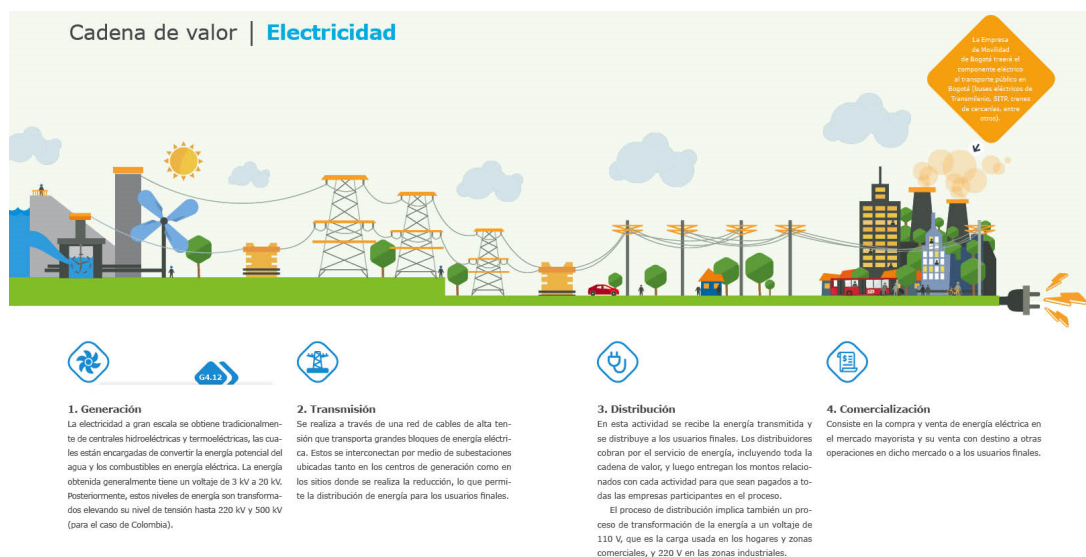 Cadena de valor | Electricidad
La Empresa
de Movilidad
de Bogotá traerá el
componente eléctrico
al transporte público en
Bogotá (buses eléctricos de
Transmilenio, SITP, trenes
de cercanías, entre
otros).
G4.12
1. Generación
La electricidad a gran escala se obtiene tradicionalmen-
te de centrales hidroeléctricas y termoeléctricas, las cua-
les están encargadas de convertir la energía potencial del
agua y los combustibles en energía eléctrica. La energía
obtenida generalmente tiene un voltaje de 3 kV a 20 kV.
Posteriormente, estos niveles de energía son transforma-
dos elevando su nivel de tensión hasta 220 kV y 500 kV
(para el caso de Colombia).
2. Transmisión
Se realiza a través de una red de cables de alta ten-
sión que transporta grandes bloques de energía eléctri-
ca. Estos se interconectan por medio de subestaciones
ubicadas tanto en los centros de generación como en
los sitios donde se realiza la reducción, lo que permi-
te la distribución de energía para los usuarios finales.
3. Distribución
En esta actividad se recibe la energía transmitida y
se distribuye a los usuarios finales. Los distribuidores
cobran por el servicio de energía, incluyendo toda la
cadena de valor, y luego entregan los montos relacio-
nados con cada actividad para que sean pagados a to-
das las empresas participantes en el proceso.
El proceso de distribución implica también un pro-
ceso de transformación de la energía a un voltaje de
110 V, que es la carga usada en los hogares y zonas
comerciales, y 220 V en las zonas industriales.
4. Comercialización
Consiste en la compra y venta de energía eléctrica en
el mercado mayorista y su venta con destino a otras
operaciones en dicho mercado o a los usuarios finales.